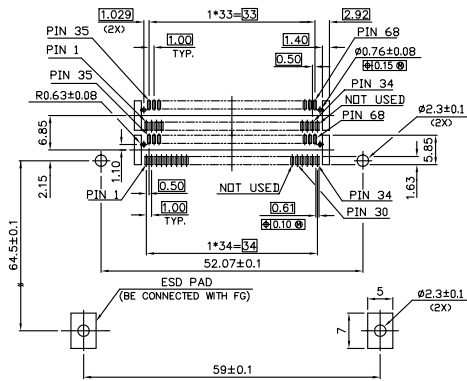 1.029
(2X)
1*33=33
2.92
PIN 35
PIN 68
1.00
TYP.
1.40
PIN 1
0.50
ø0.76±0.08
⌖0.15 Ⓜ
PIN 35
PIN 34
R0.63±0.08
NOT USED
PIN 68
ø2.3±0.1
(2X)
6.85
5.85
2.15
1.10
1.63
PIN 1
0.50
NOT USED
0.61
PIN 34
1.00
TYP.
⌖0.10 Ⓜ
PIN 30
1*34=34
64.5±0.1
52.07±0.1
ESD PAD
(BE CONNECTED WITH FG)
5
ø2.3±0.1
(2X)
7
59±0.1